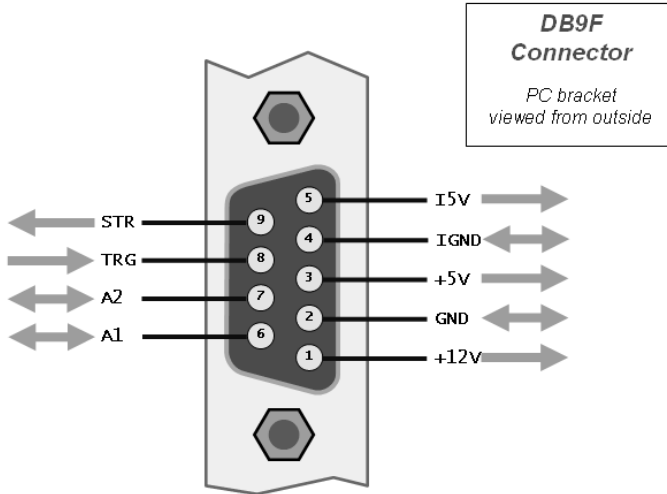 DB9F
Connector
PC bracket
viewed from outside
5 I5V
STR 9
4 IGND
TRG 8
3 +5V
A2 7
2 GND
A1 6
1 +12V